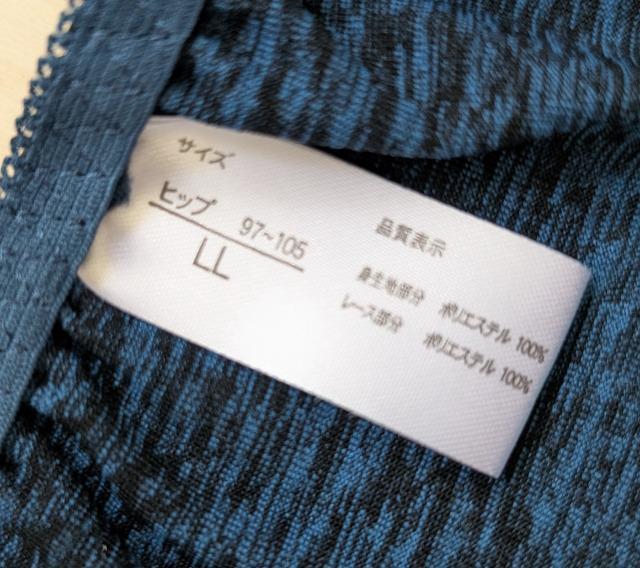 サイズ
ヒップ 97~105
LL
品質表示
身生地部分 ポリエステル 100%
レース部分 ポリエステル 100%